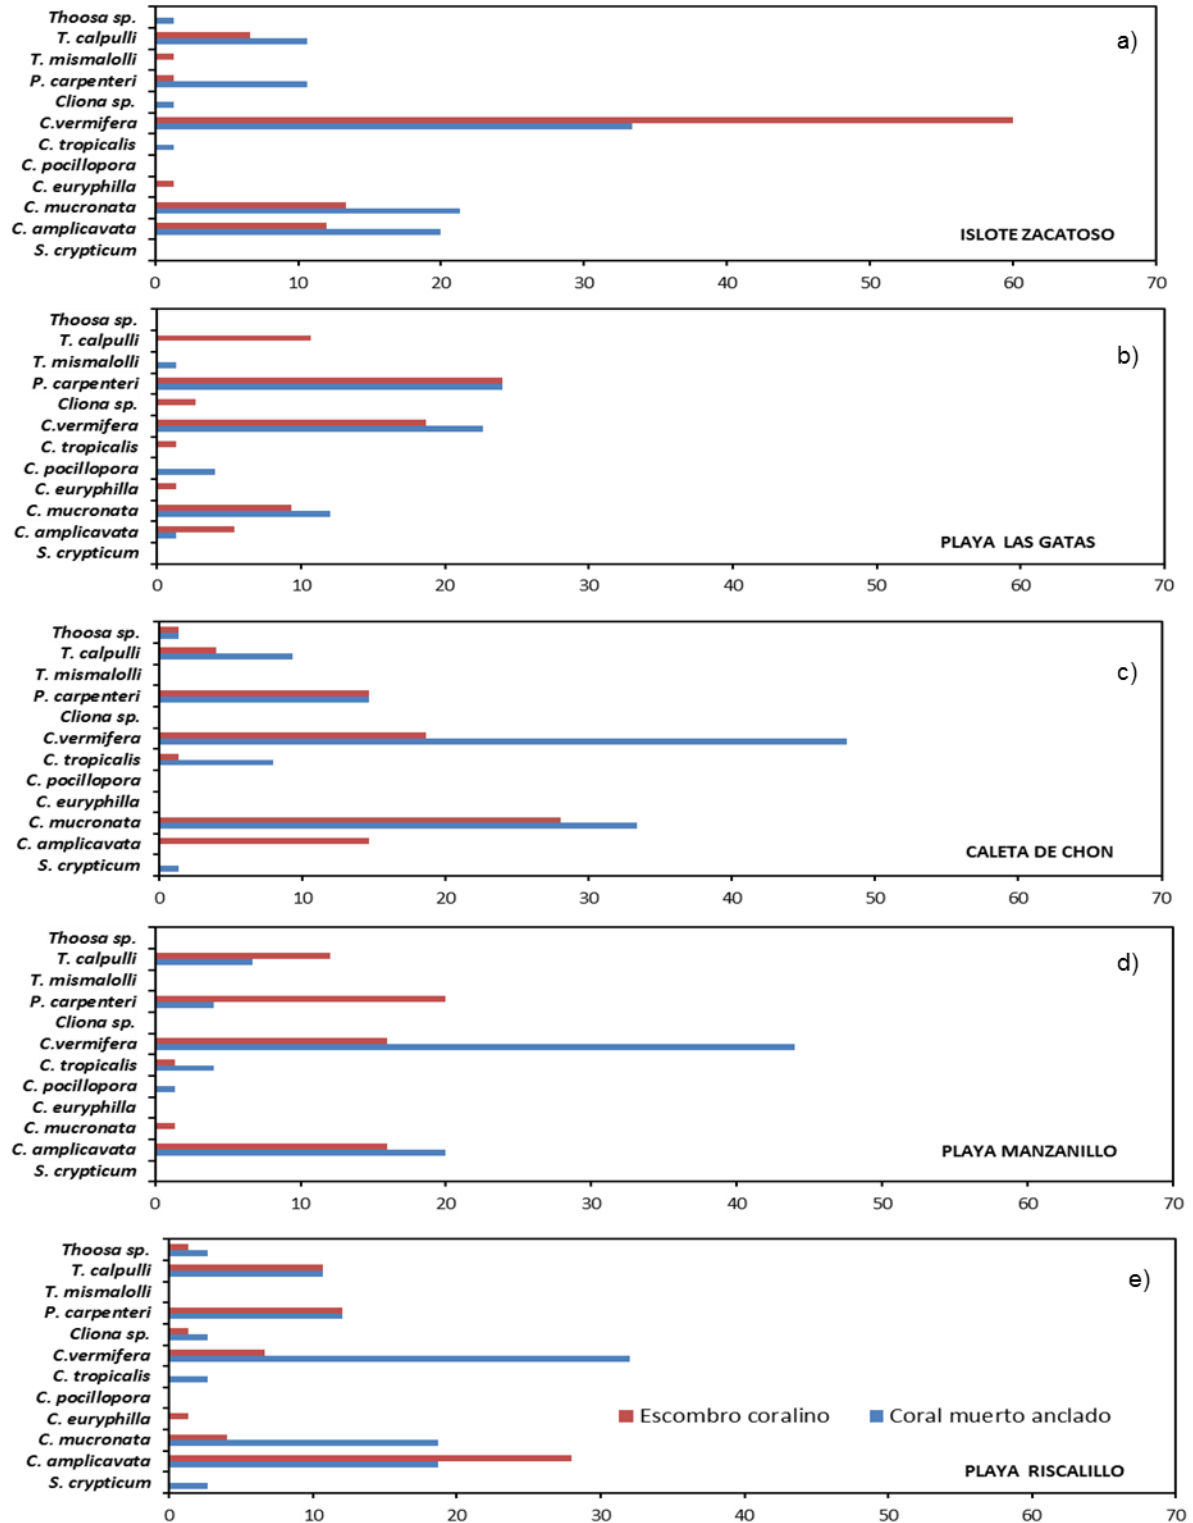 Thoosa sp.
T. calpulli
a)
T. mismalolli
P. carpenteri
Cliona sp.
C.vermifera
C. tropicalis
C. pocillopora
C. euryphilla
C. mucronata
C. amplicavata
ISLOTE ZACATOSO
S. crypticum
0 10 20 30 40 50 60 70
Thoosa sp.
T. calpulli
b)
T. mismalolli
P. carpenteri
Cliona sp.
C.vermifera
C. tropicalis
C. pocillopora
C. euryphilla
C. mucronata
C. amplicavata
PLAYA LAS GATAS
S. crypticum
0 10 20 30 40 50 60 70
Thoosa sp.
T. calpulli
c)
T. mismalolli
P. carpenteri
Cliona sp.
C.vermifera
C. tropicalis
C. pocillopora
C. euryphilla
C. mucronata
C. amplicavata
CALETA DE CHON
S. crypticum
0 10 20 30 40 50 60 70
Thoosa sp.
T. calpulli
d)
T. mismalolli
P. carpenteri
Cliona sp.
C.vermifera
C. tropicalis
C. pocillopora
C. euryphilla
C. mucronata
C. amplicavata
PLAYA MANZANILLO
S. crypticum
0 10 20 30 40 50 60 70
Thoosa sp.
T. calpulli
e)
T. mismalolli
P. carpenteri
Cliona sp.
C.vermifera
C. tropicalis
C. pocillopora
C. euryphilla
Escombro coralino Coral muerto anclado
C. mucronata
C. amplicavata
PLAYA RISCALILLO
S. crypticum
0 10 20 30 40 50 60 70